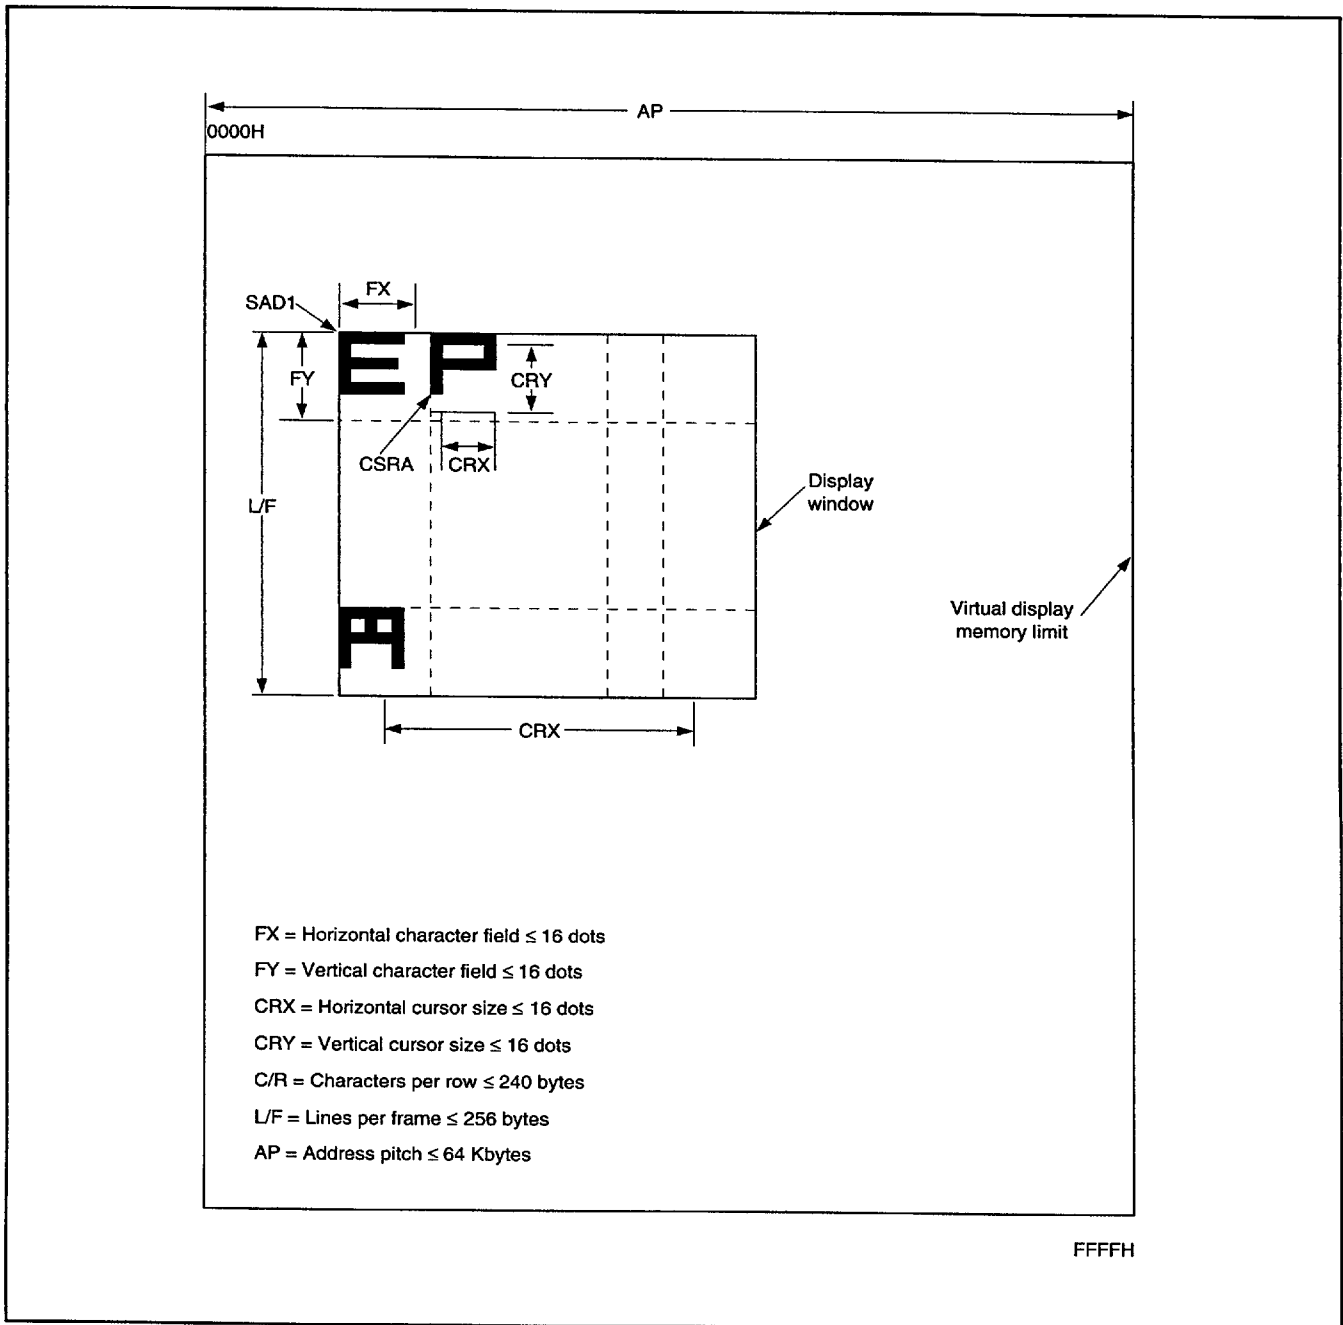 AP
0000H
FX
SAD1
E P
FY
CRY
CSRA
CRX
L/F
Display
window
Virtual display
memory limit
A
CRX
FX = Horizontal character field ≤ 16 dots
FY = Vertical character field ≤ 16 dots
CRX = Horizontal cursor size ≤ 16 dots
CRY = Vertical cursor size ≤ 16 dots
C/R = Characters per row ≤ 240 bytes
L/F = Lines per frame ≤ 256 bytes
AP = Address pitch ≤ 64 Kbytes
FFFFH